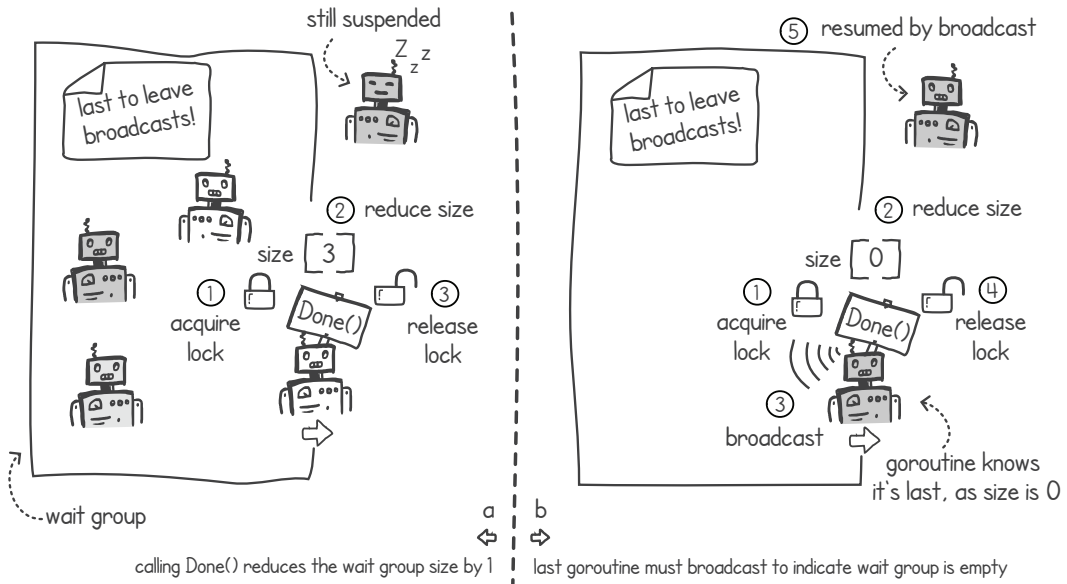 still suspended
Z z z
last to leave
broadcasts!
2 reduce size
size 3
1
acquire
lock
Done()
3
release
lock
wait group
a
calling Done() reduces the wait group size by 1
5 resumed by broadcast
last to leave
broadcasts!
2 reduce size
size 0
1
acquire
lock
Done()
4
release
lock
3
broadcast
goroutine knows
it's last, as size is 0
b
last goroutine must broadcast to indicate wait group is empty